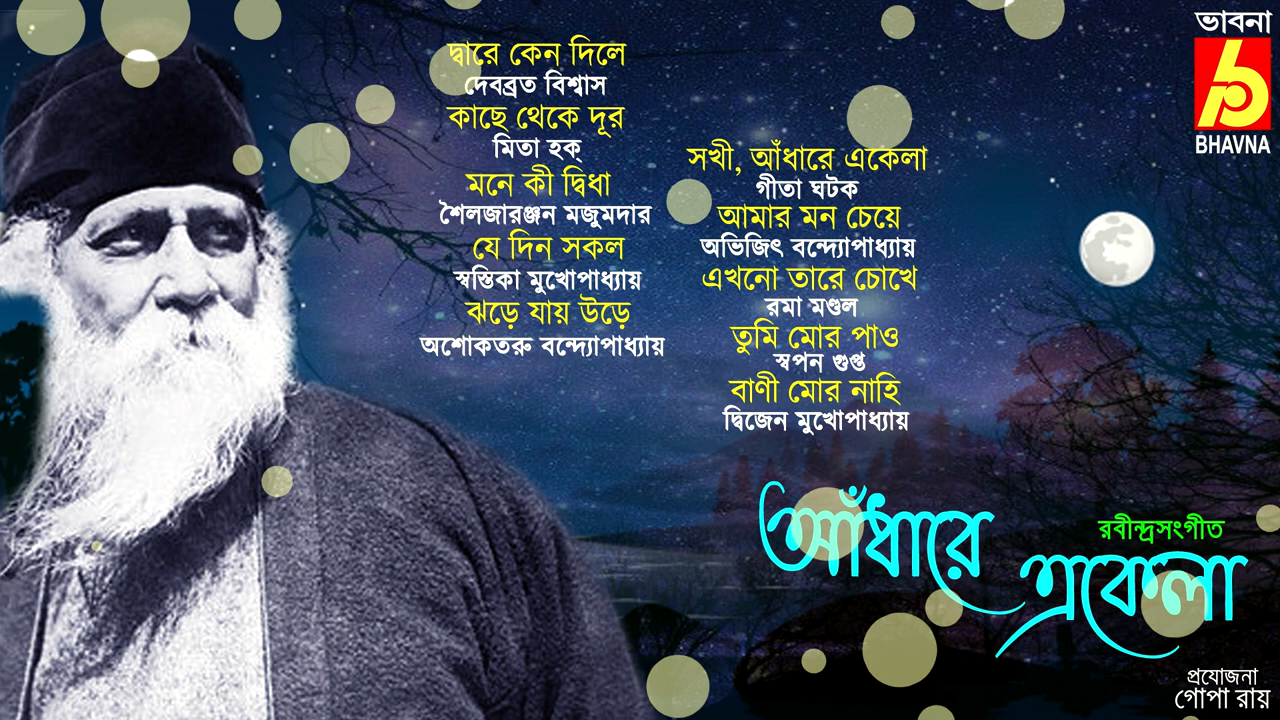 দ্বারে কেন দিলে
দেবব্রত বিশ্বাস
কাছে থেকে দূর
মিতা হক্
মনে কী দ্বিধা
শৈলজারঞ্জন মজুমদার
যে দিন সকল
স্বস্তিকা মুখোপাধ্যায়
ঝড়ে যায় উড়ে
অশোকতরু বন্দ্যোপাধ্যায়
সখী, আঁধারে একেলা
গীতা ঘটক
আমার মন চেয়ে
অভিজিৎ বন্দ্যোপাধ্যায়
এখনো তারে চোখে
রমা মণ্ডল
তুমি মোর পাও
স্বপন গুপ্ত
বাণী মোর নাহি
দ্বিজেন মুখোপাধ্যায়
ভাবনা
BHAVNA
রবীন্দ্রসংগীত
আঁধারে
একেলা
প্রযোজনা
গোপা রায়